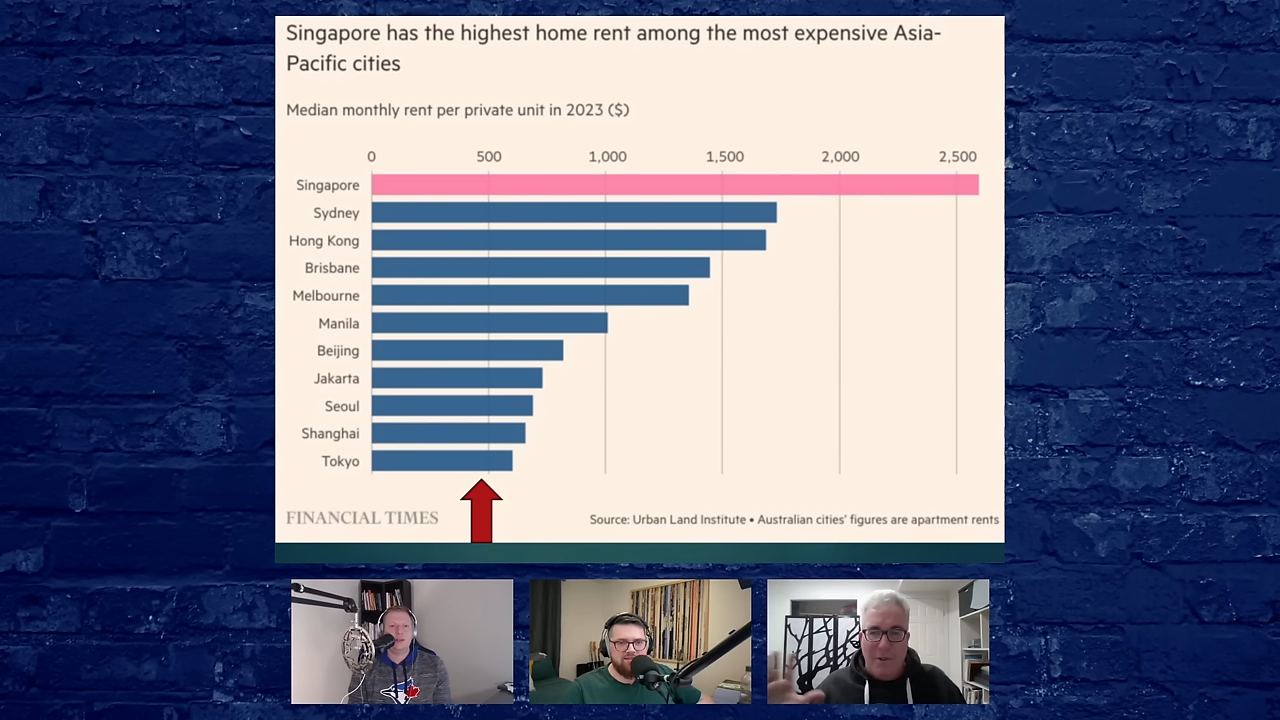 Singapore has the highest home rent among the most expensive Asia-
Pacific cities
Median monthly rent per private unit in 2023 ($)
0 500 1,000 1,500 2,000 2,500
Singapore
Sydney
Hong Kong
Brisbane
Melbourne
Manila
Beijing
Jakarta
Seoul
Shanghai
Tokyo
FINANCIAL TIMES
Source: Urban Land Institute • Australian cities' figures are apartment rents